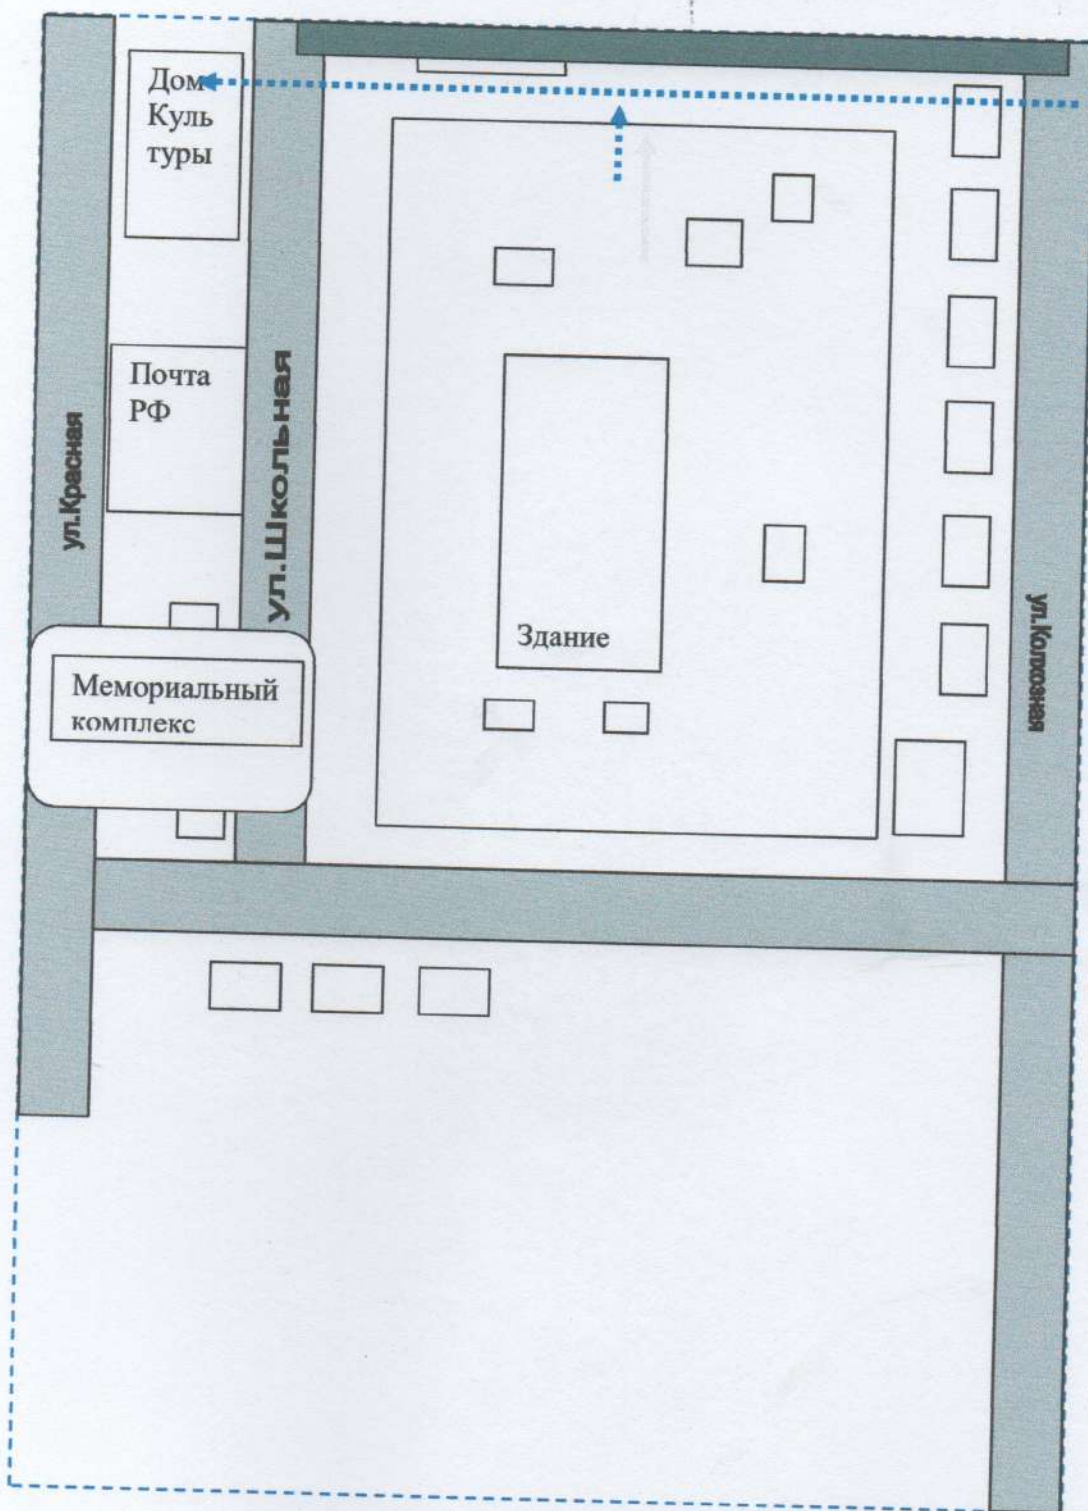 Дом
Куль
туры
Почта
РФ
ул.Красная
ул.Школьная
Здание
ул.Колхозная
Мемориальный
комплекс